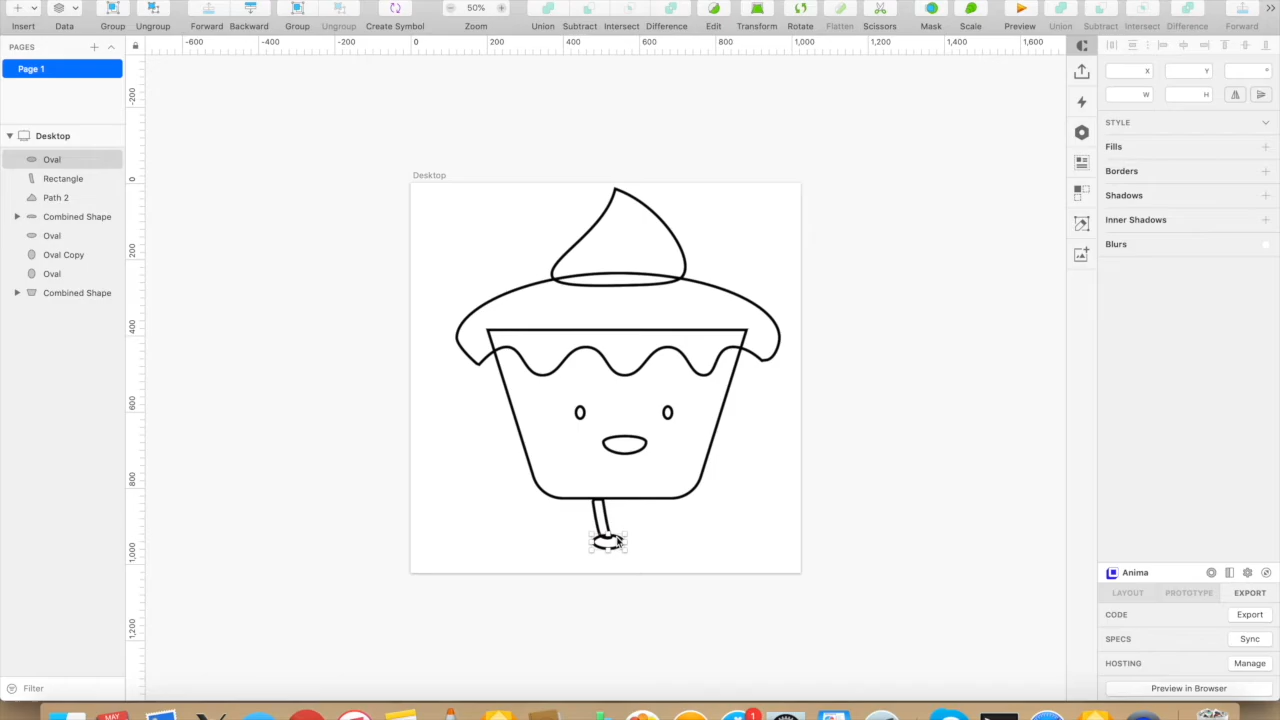 Insert Data Group Ungroup Forward Backward Group Ungroup Create Symbol 50% Zoom Union Subtract Intersect Difference Edit Transform Rotate Flatten Scissors Mask Scale Preview Union Subtract Intersect Difference Forward
PAGES
Page 1
-600 -400 -200 0 200 400 600 800 1,000 1,200 1,400 1,600
-200
0
200
400
600
800
1,000
1,200
Desktop
Oval
Rectangle
Path 2
Combined Shape
Oval
Oval Copy
Oval
Combined Shape
Filter
Desktop
X Y °
W H
STYLE
Fills
Borders
Shadows
Inner Shadows
Blurs
Anima
LAYOUT PROTOTYPE EXPORT
CODE Export
SPECS Sync
HOSTING Manage
Preview in Browser
MAY
1